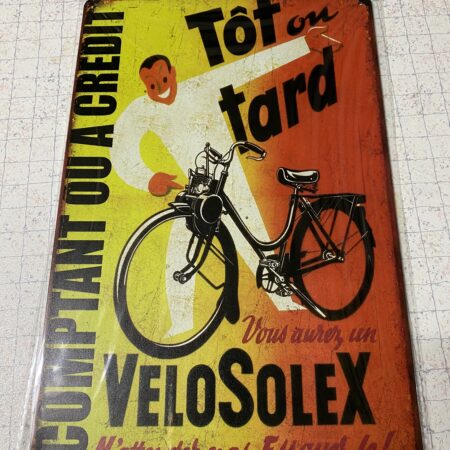 COMPTANT OU A CREDIT
Tôt ou
tard
Vous aurez un
VELOSOLEX